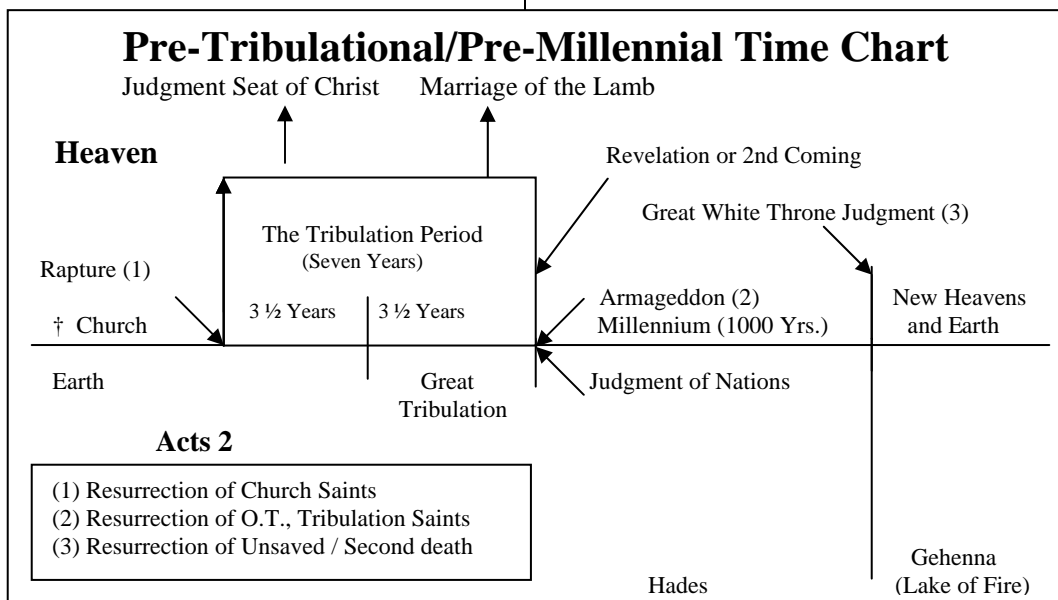 Pre-Tribulational/Pre-Millennial Time Chart
Judgment Seat of Christ
Marriage of the Lamb
Heaven
Revelation or 2nd Coming
Great White Throne Judgment (3)
The Tribulation Period
(Seven Years)
Rapture (1)
3 ½ Years
3 ½ Years
Armageddon (2)
Millennium (1000 Yrs.)
New Heavens
and Earth
† Church
Earth
Great
Tribulation
Judgment of Nations
Acts 2
(1) Resurrection of Church Saints
(2) Resurrection of O.T., Tribulation Saints
(3) Resurrection of Unsaved / Second death
Hades
Gehenna
(Lake of Fire)